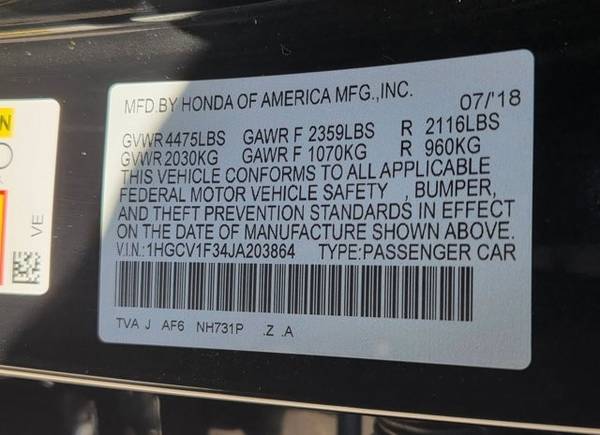 MFD.BY HONDA OF AMERICA MFG.,INC. 07/'18
GVWR 4475LBS GAWR F 2359LBS R 2116LBS
GVWR 2030KG GAWR F 1070KG R 960KG
THIS VEHICLE CONFORMS TO ALL APPLICABLE
FEDERAL MOTOR VEHICLE SAFETY , BUMPER,
AND THEFT PREVENTION STANDARDS IN EFFECT
ON THE DATE OF MANUFACTURE SHOWN ABOVE.
V.I.N.:1HGCV1F34JA203864 TYPE:PASSENGER CAR
TVA J AF6 NH731P .Z .A
VE